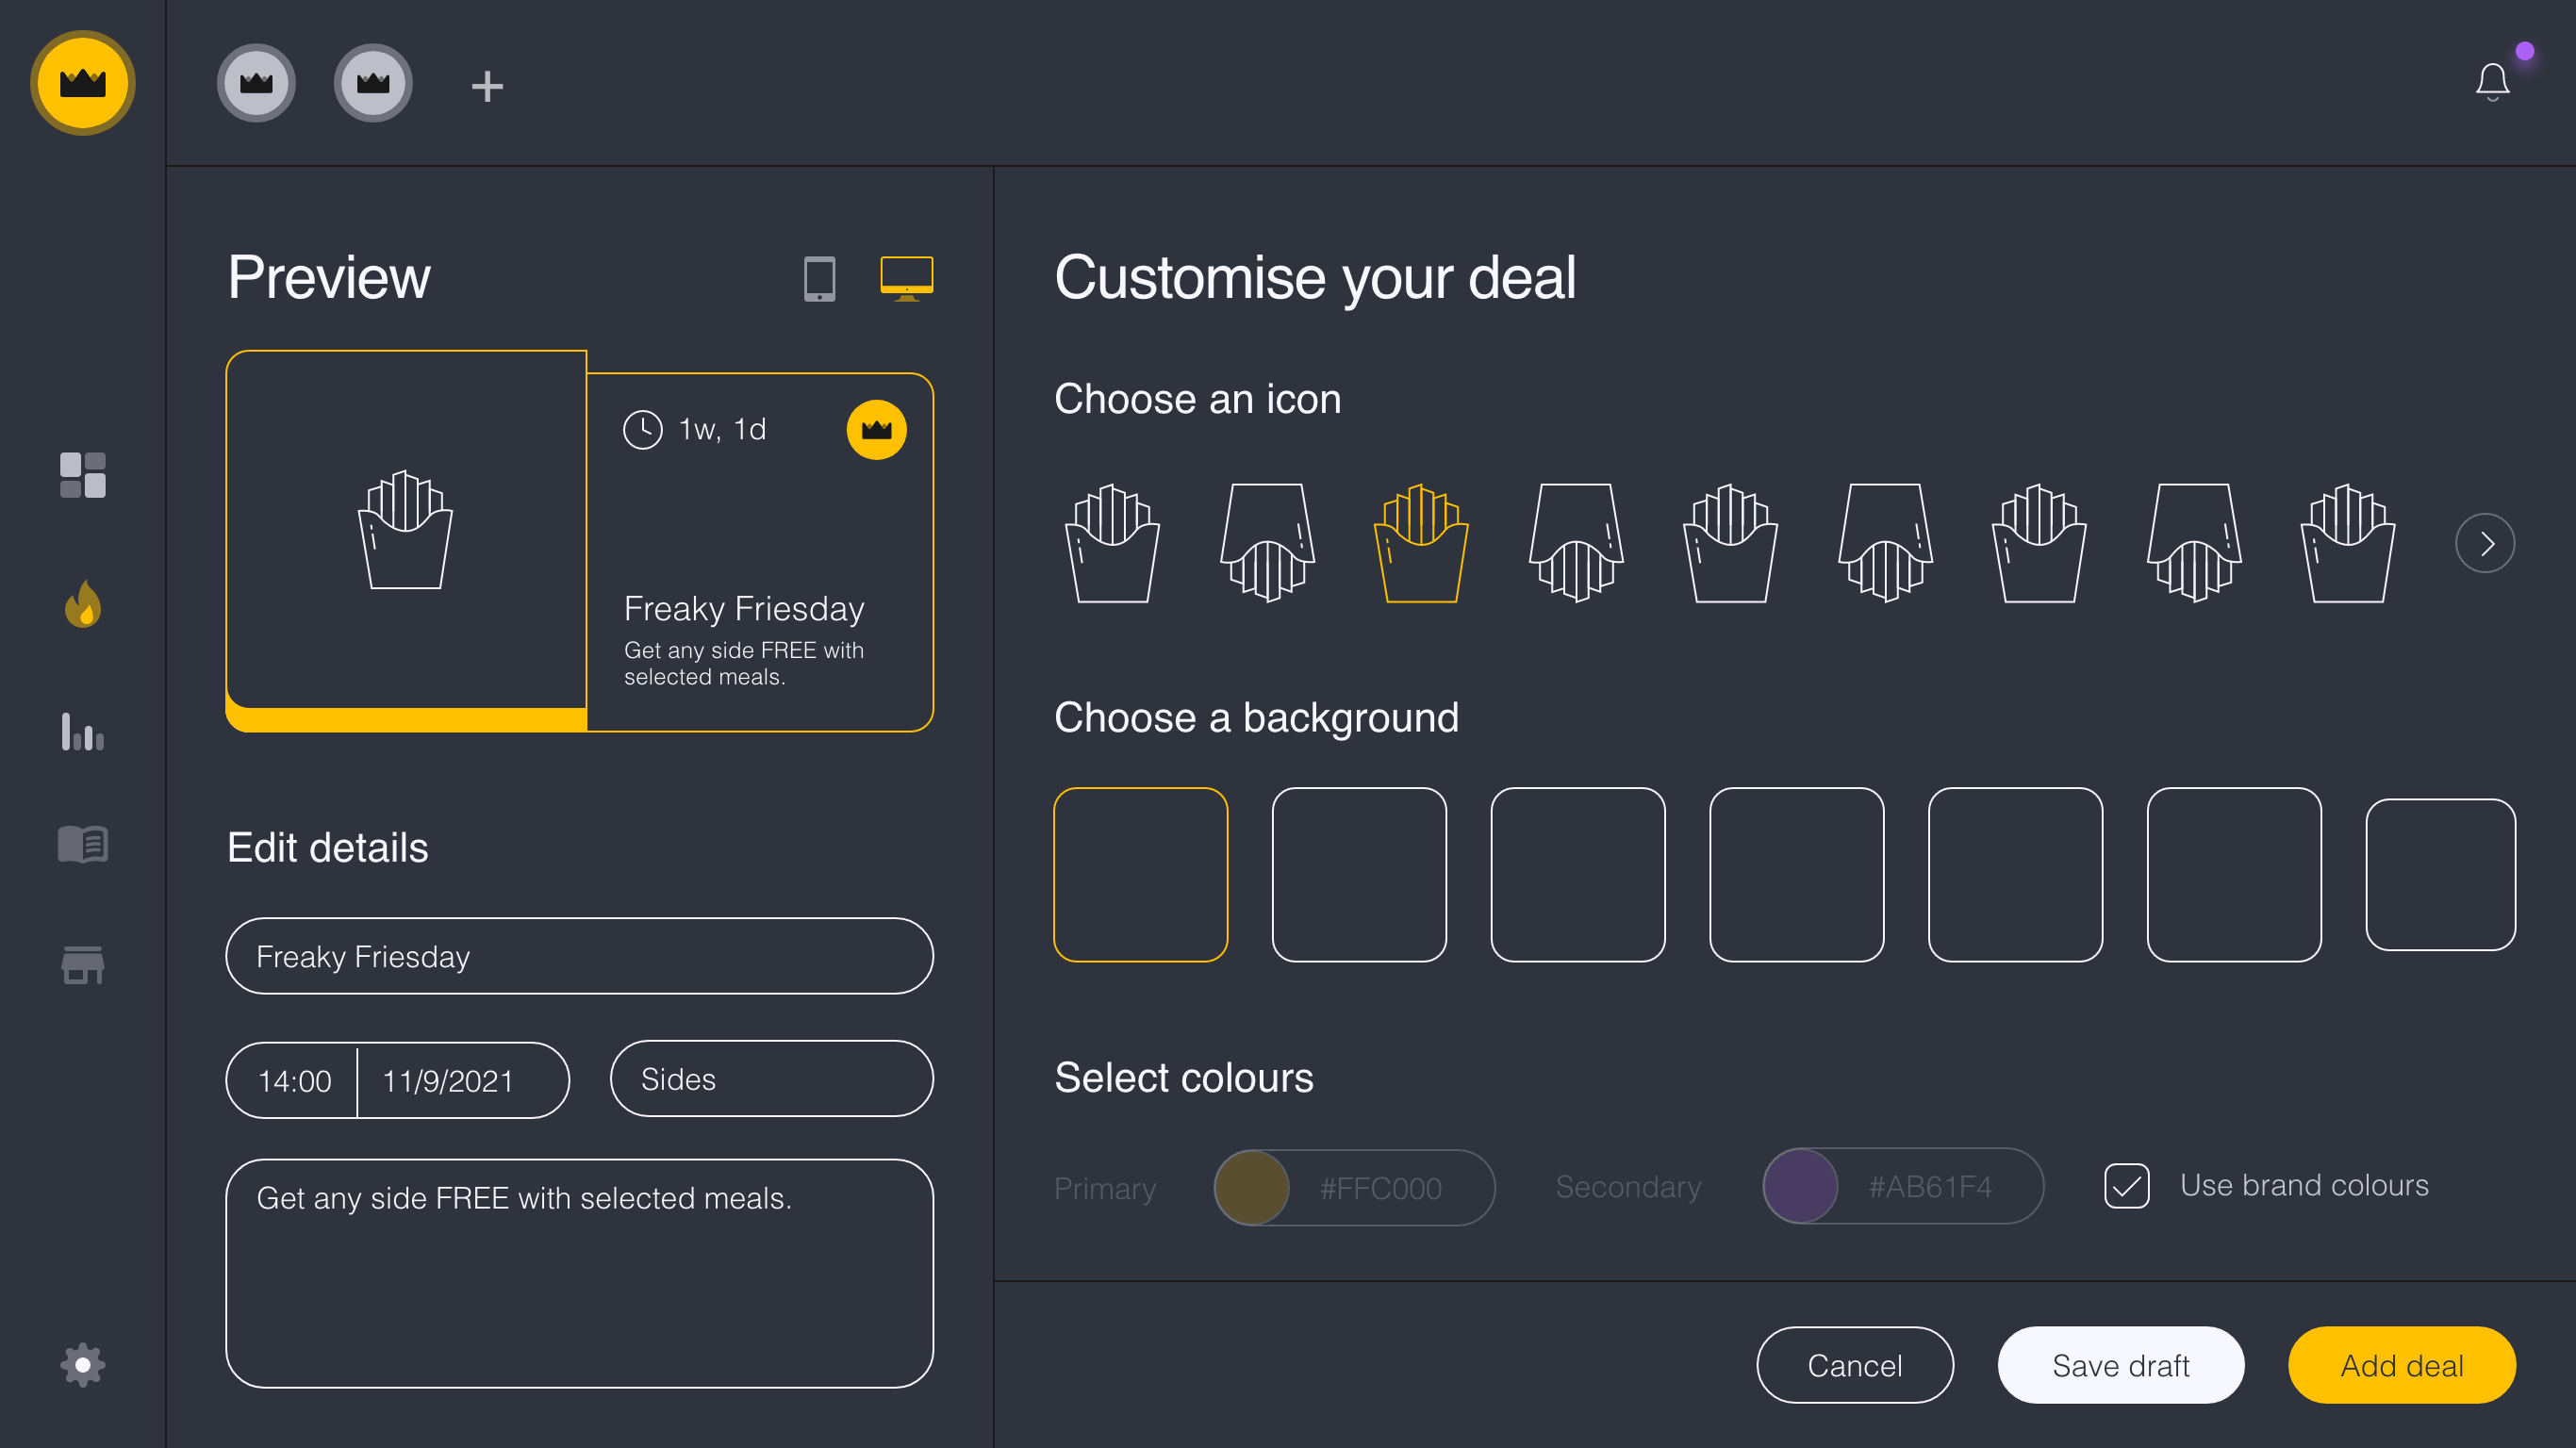 Preview
1w, 1d
Freaky Friesday
Get any side FREE with
selected meals.
Edit details
Freaky Friesday
14:00
11/9/2021
Sides
Get any side FREE with selected meals.
Customise your deal
Choose an icon
Choose a background
Select colours
Primary
#FFC000
Secondary
#AB61F4
Use brand colours
Cancel
Save draft
Add deal